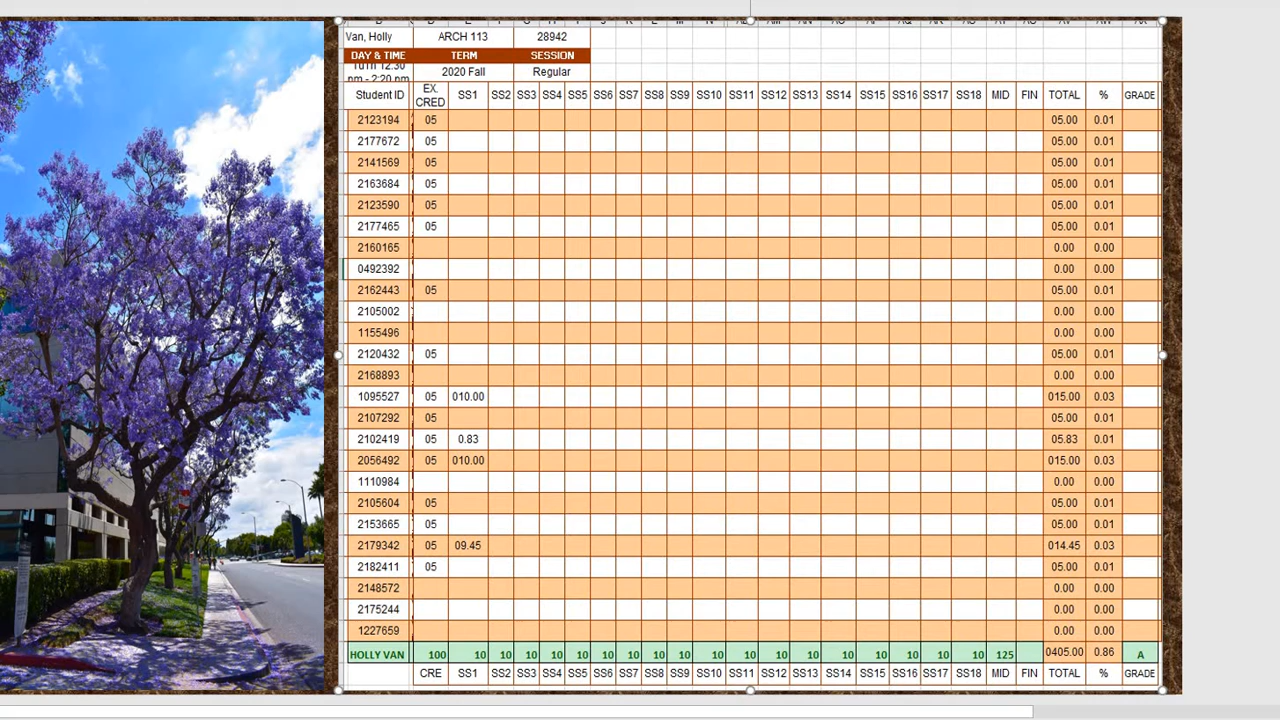 Van, Holly ARCH 113 28942
DAY & TIME TERM SESSION
TuTh 12:30
pm - 2:20 pm 2020 Fall Regular
Student ID EX. CRED SS1 SS2 SS3 SS4 SS5 SS6 SS7 SS8 SS9 SS10 SS11 SS12 SS13 SS14 SS15 SS16 SS17 SS18 MID FIN TOTAL % GRADE
2123194 05 05.00 0.01
2177672 05 05.00 0.01
2141569 05 05.00 0.01
2163684 05 05.00 0.01
2123590 05 05.00 0.01
2177465 05 05.00 0.01
2160165 0.00 0.00
0492392 0.00 0.00
2162443 05 05.00 0.01
2105002 0.00 0.00
1155496 0.00 0.00
2120432 05 05.00 0.01
2168893 0.00 0.00
1095527 05 010.00 015.00 0.03
2107292 05 05.00 0.01
2102419 05 0.83 05.83 0.01
2056492 05 010.00 015.00 0.03
1110984 0.00 0.00
2105604 05 05.00 0.01
2153665 05 05.00 0.01
2179342 05 09.45 014.45 0.03
2182411 05 05.00 0.01
2148572 0.00 0.00
2175244 0.00 0.00
1227659 0.00 0.00
HOLLY VAN 100 10 10 10 10 10 10 10 10 10 10 10 10 10 10 10 10 10 10 125 0405.00 0.86 A
CRE SS1 SS2 SS3 SS4 SS5 SS6 SS7 SS8 SS9 SS10 SS11 SS12 SS13 SS14 SS15 SS16 SS17 SS18 MID FIN TOTAL % GRADE